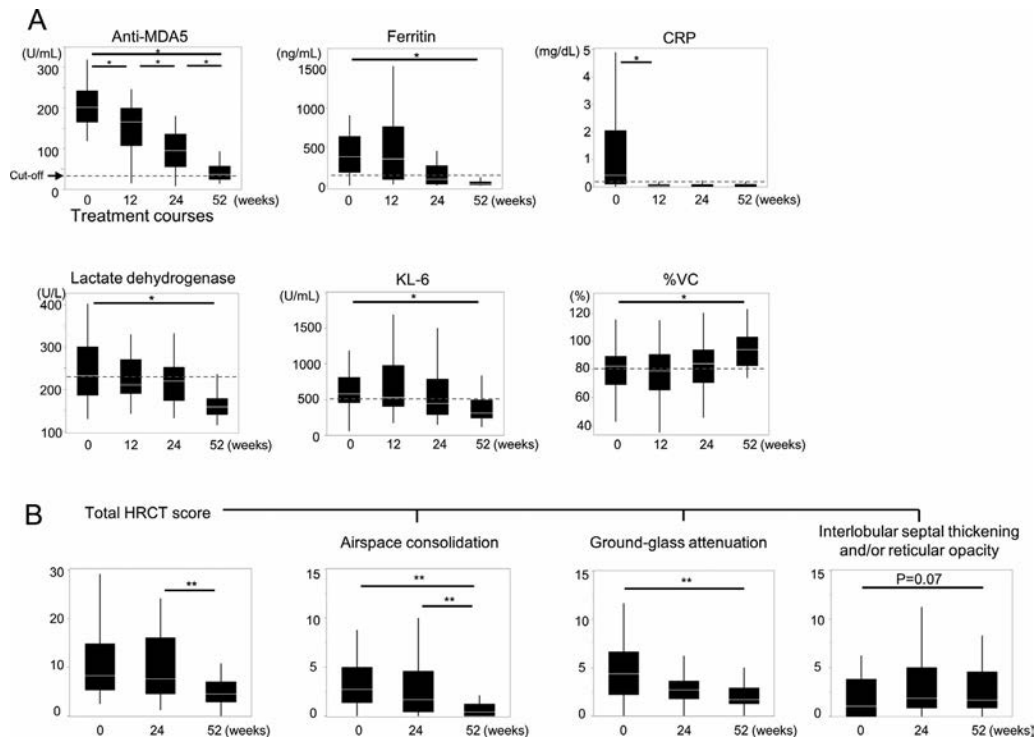 A
Anti-MDA5
(U/mL)
300
200
100
0
Cut-off
* * * *
0 12 24 52 (weeks)
Treatment courses
Ferritin
(ng/mL)
1500
1000
500
0
*
0 12 24 52 (weeks)
CRP
(mg/dL)
5
4
3
2
1
0
*
0 12 24 52 (weeks)
Lactate dehydrogenase
(U/L)
400
300
200
100
*
0 12 24 52 (weeks)
KL-6
(U/mL)
1500
1000
500
0
*
0 12 24 52 (weeks)
%VC
(%)
120
100
80
60
40
*
0 12 24 52 (weeks)
B
Total HRCT score
30
20
10
0
**
0 24 52 (weeks)
Airspace consolidation
15
10
5
0
**
**
0 24 52 (weeks)
Ground-glass attenuation
15
10
5
0
**
0 24 52 (weeks)
Interlobular septal thickening
and/or reticular opacity
15
10
5
0
P=0.07
0 24 52 (weeks)